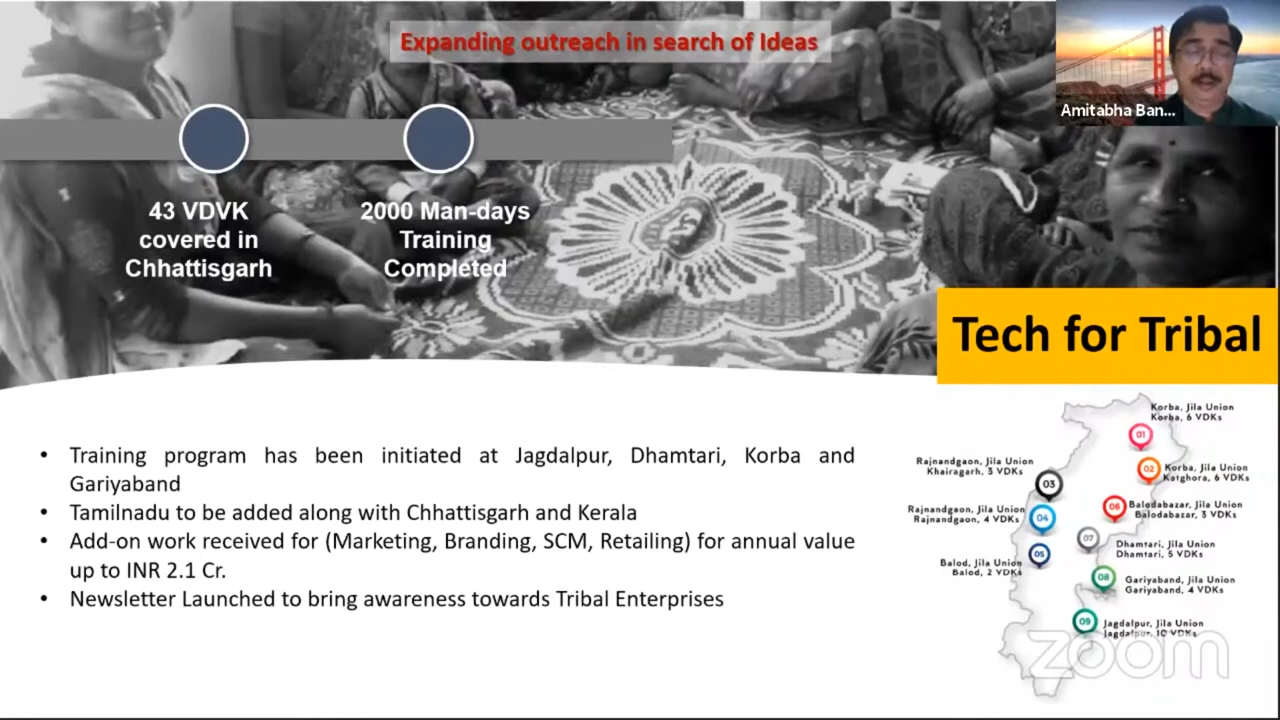 Expanding outreach in search of Ideas
Amitabha Ban...
43 VDVK
covered in
Chhattisgarh
2000 Man-days
Training
Completed
Tech for Tribal
• Training program has been initiated at Jagdalpur, Dhamtari, Korba and
Gariyaband
• Tamilnadu to be added along with Chhattisgarh and Kerala
• Add-on work received for (Marketing, Branding, SCM, Retailing) for annual value
up to INR 2.1 Cr.
• Newsletter Launched to bring awareness towards Tribal Enterprises
Korba, Jila Union
Korba, 6 VDKs
01
02
Korba, Jila Union
Katghora, 6 VDKs
Rajnandgaon, Jila Union
Khairagarh, 3 VDKs
03
Rajnandgaon, Jila Union
Rajnandgaon, 4 VDKs
04
06
Balodabazar, Jila Union
Balodabazar, 3 VDKs
Balod, Jila Union
Balod, 2 VDKs
05
07
Dhamtari, Jila Union
Dhamtari, 5 VDKs
08
Gariyaband, Jila Union
Gariyaband, 4 VDKs
09
Jagdalpur, Jila Union
Jagdalpur, 10 VDKs
zoom